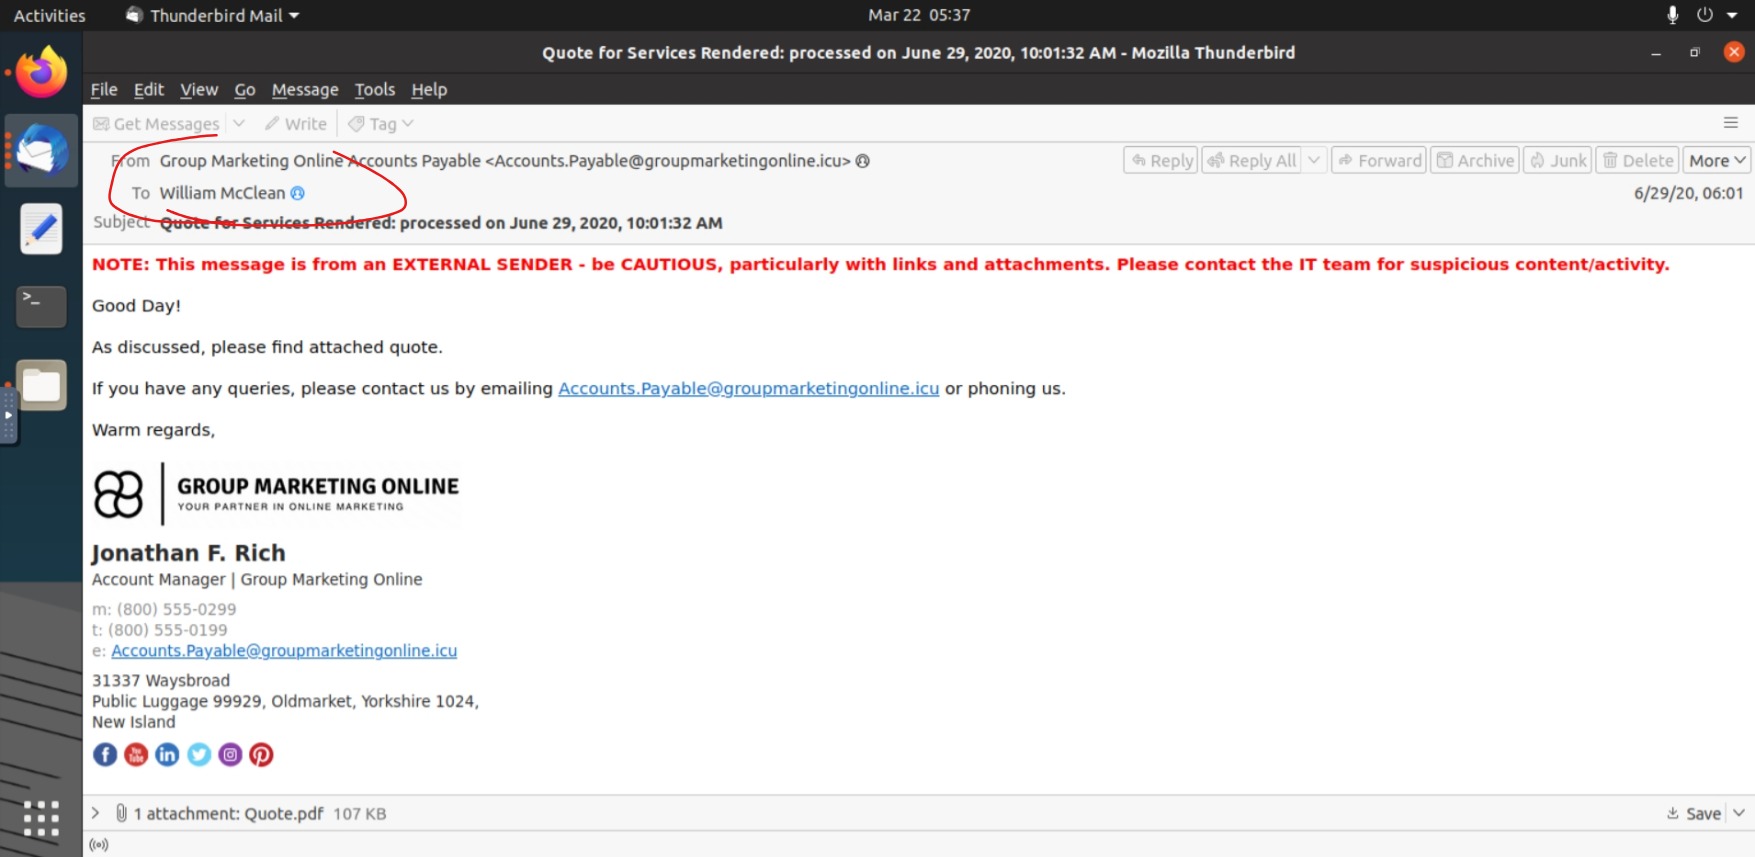 Activities Thunderbird Mail Mar 22 05:37
Quote for Services Rendered: processed on June 29, 2020, 10:01:32 AM - Mozilla Thunderbird
File Edit View Go Message Tools Help
Get Messages Write Tag
From Group Marketing Online Accounts Payable <Accounts.Payable@groupmarketingonline.icu> Reply Reply All Forward Archive Junk Delete More
To William McClean 6/29/20, 06:01
Subject Quote for Services Rendered: processed on June 29, 2020, 10:01:32 AM
NOTE: This message is from an EXTERNAL SENDER - be CAUTIOUS, particularly with links and attachments. Please contact the IT team for suspicious content/activity.
Good Day!
As discussed, please find attached quote.
If you have any queries, please contact us by emailing Accounts.Payable@groupmarketingonline.icu or phoning us.
Warm regards,
GROUP MARKETING ONLINE
YOUR PARTNER IN ONLINE MARKETING
Jonathan F. Rich
Account Manager | Group Marketing Online
m: (800) 555-0299
t: (800) 555-0199
e: Accounts.Payable@groupmarketingonline.icu
31337 Waysbroad
Public Luggage 99929, Oldmarket, Yorkshire 1024,
New Island
f You Tube in
1 attachment: Quote.pdf 107 KB Save